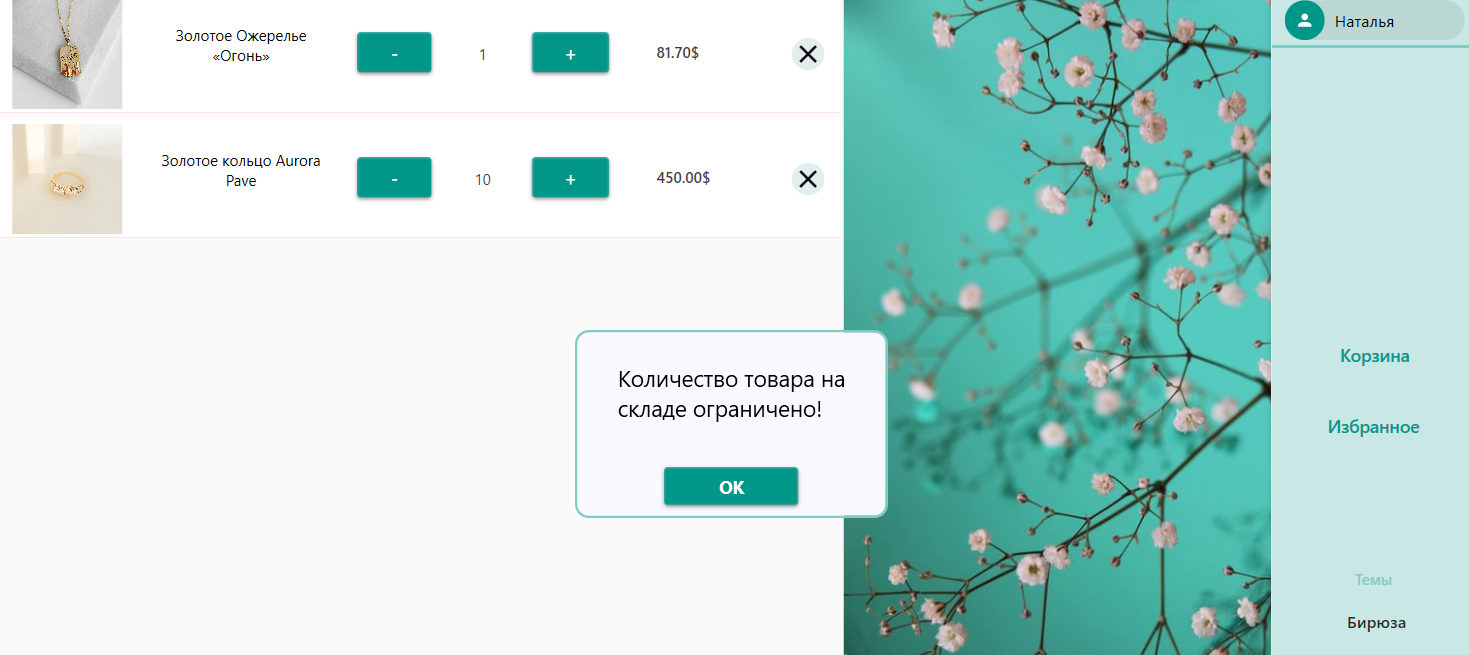 Золотое Ожерелье
«Огонь»
-
1
+
81.70$
Наталья
Золотое кольцо Aurora
Pave
-
10
+
450.00$
Количество товара на
складе ограничено!
ОК
Корзина
Избранное
Темы
Бирюза